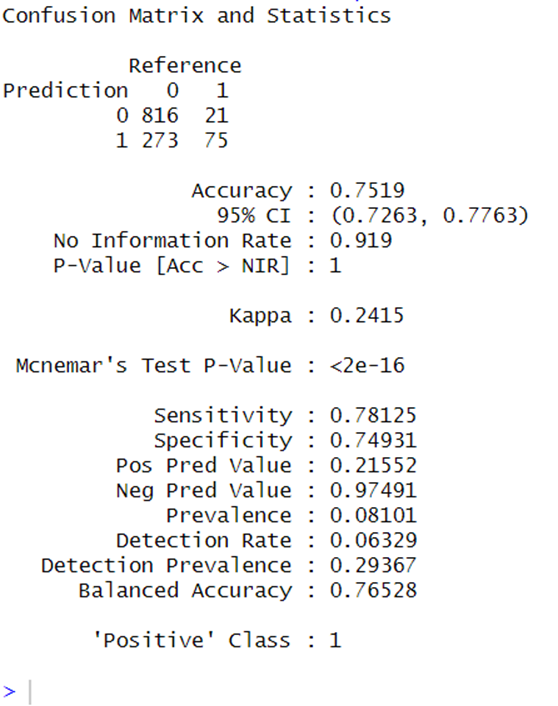 Confusion Matrix and Statistics
Reference
Prediction 0 1
0 816 21
1 273 75
Accuracy : 0.7519
95% CI : (0.7263, 0.7763)
No Information Rate : 0.919
P-Value [Acc > NIR] : 1
Kappa : 0.2415
Mcnemar's Test P-Value : <2e-16
Sensitivity : 0.78125
Specificity : 0.74931
Pos Pred Value : 0.21552
Neg Pred Value : 0.97491
Prevalence : 0.08101
Detection Rate : 0.06329
Detection Prevalence : 0.29367
Balanced Accuracy : 0.76528
'Positive' Class : 1
>